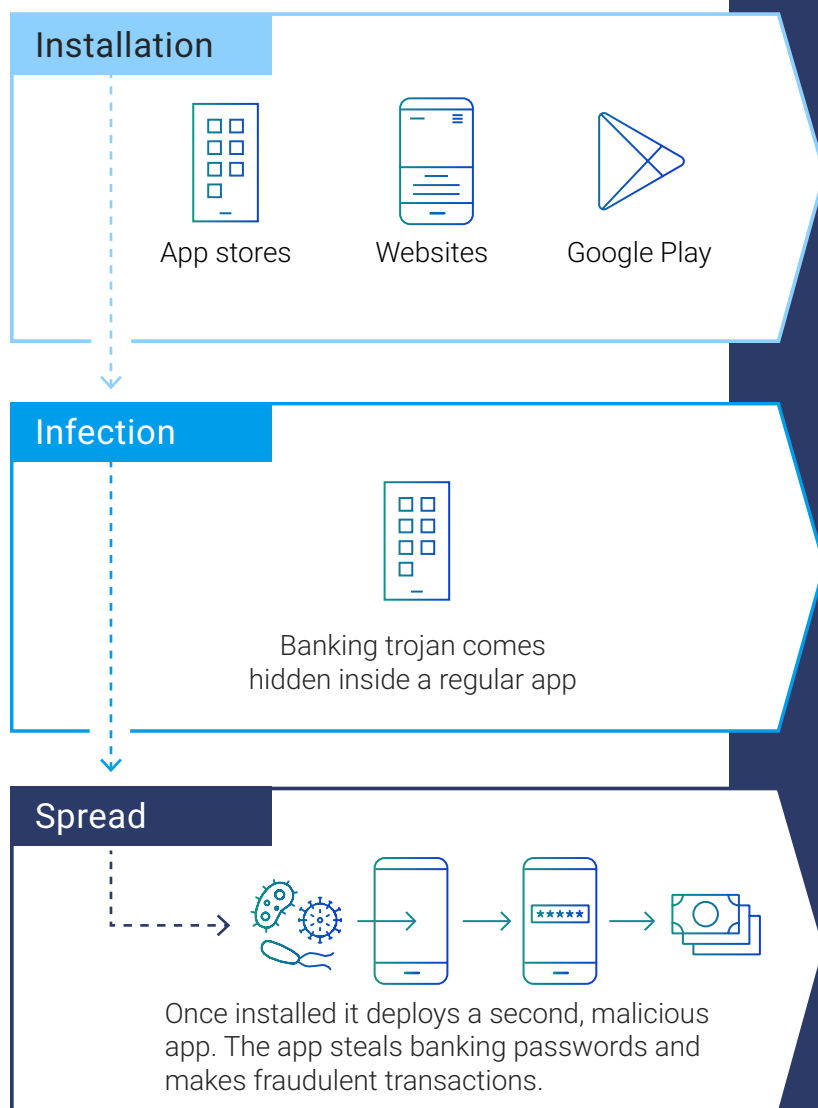 Installation
App stores
Websites
Google Play
Infection
Banking trojan comes
hidden inside a regular app
Spread
*****
Once installed it deploys a second, malicious
app. The app steals banking passwords and
makes fraudulent transactions.